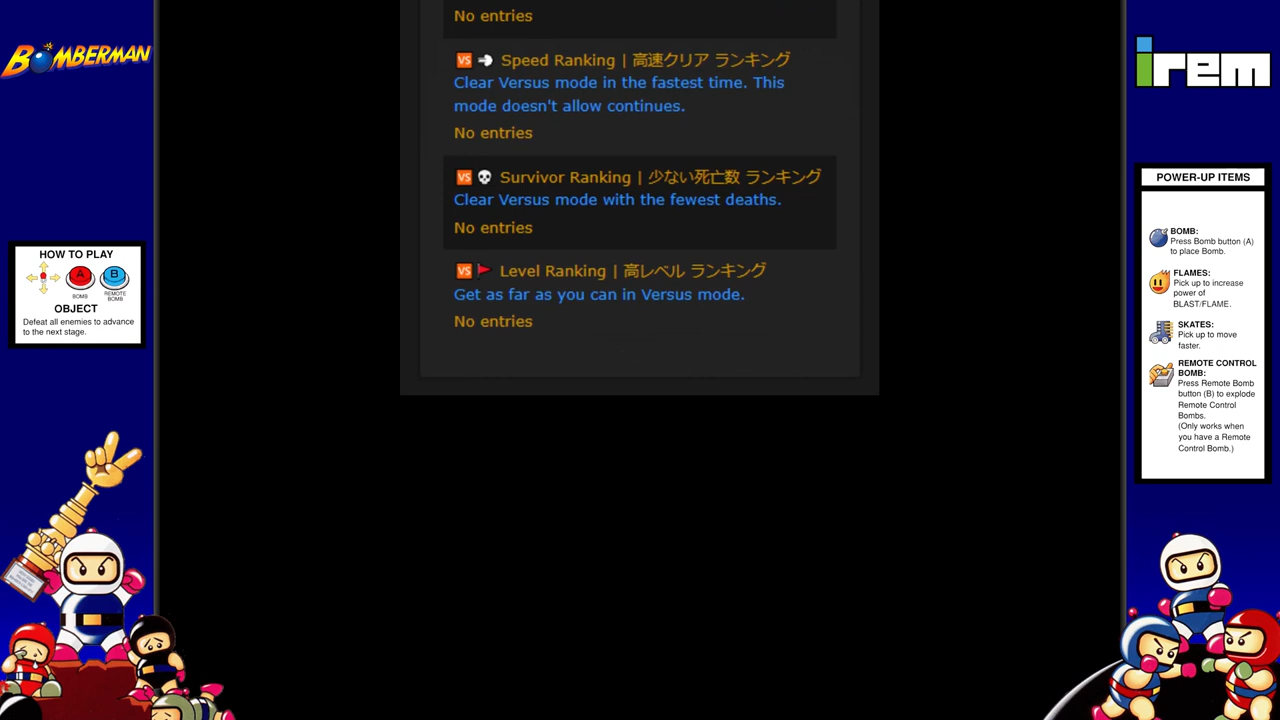 BOMBERMAN
HOW TO PLAY
A
B
BOMB
REMOTE
BOMB
OBJECT
Defeat all enemies to advance
to the next stage.
No entries
VS Speed Ranking | 高速クリア ランキング
Clear Versus mode in the fastest time. This
mode doesn't allow continues.
No entries
VS Survivor Ranking | 少ない死亡数 ランキング
Clear Versus mode with the fewest deaths.
No entries
VS Level Ranking | 高レベル ランキング
Get as far as you can in Versus mode.
No entries
irem
POWER-UP ITEMS
BOMB:
Press Bomb button (A)
to place Bomb.
FLAMES:
Pick up to increase
power of
BLAST/FLAME.
SKATES:
Pick up to move
faster.
REMOTE CONTROL
BOMB:
Press Remote Bomb
button (B) to explode
Remote Control
Bombs.
(Only works when
you have a Remote
Control Bomb.)